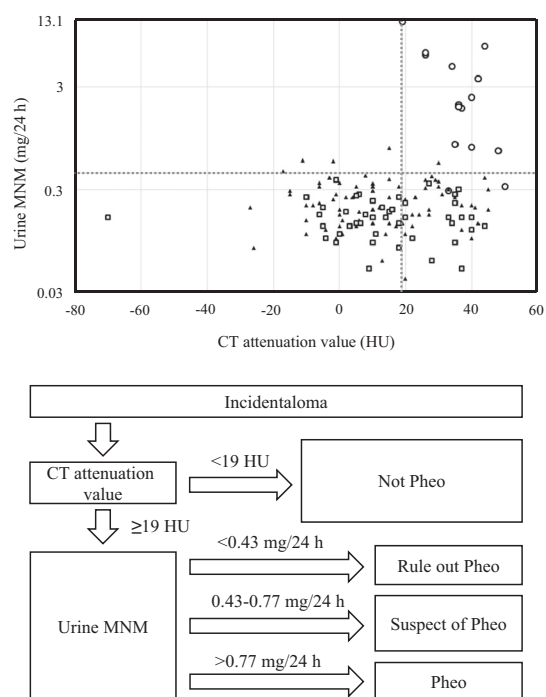 13.1
3
0.3
0.03
Urine MNM (mg/24 h)
-80
-60
-40
-20
0
20
40
60
CT attenuation value (HU)
Incidentaloma
CT attenuation
value
<19 HU
Not Pheo
≥19 HU
Urine MNM
<0.43 mg/24 h
Rule out Pheo
0.43-0.77 mg/24 h
Suspect of Pheo
>0.77 mg/24 h
Pheo